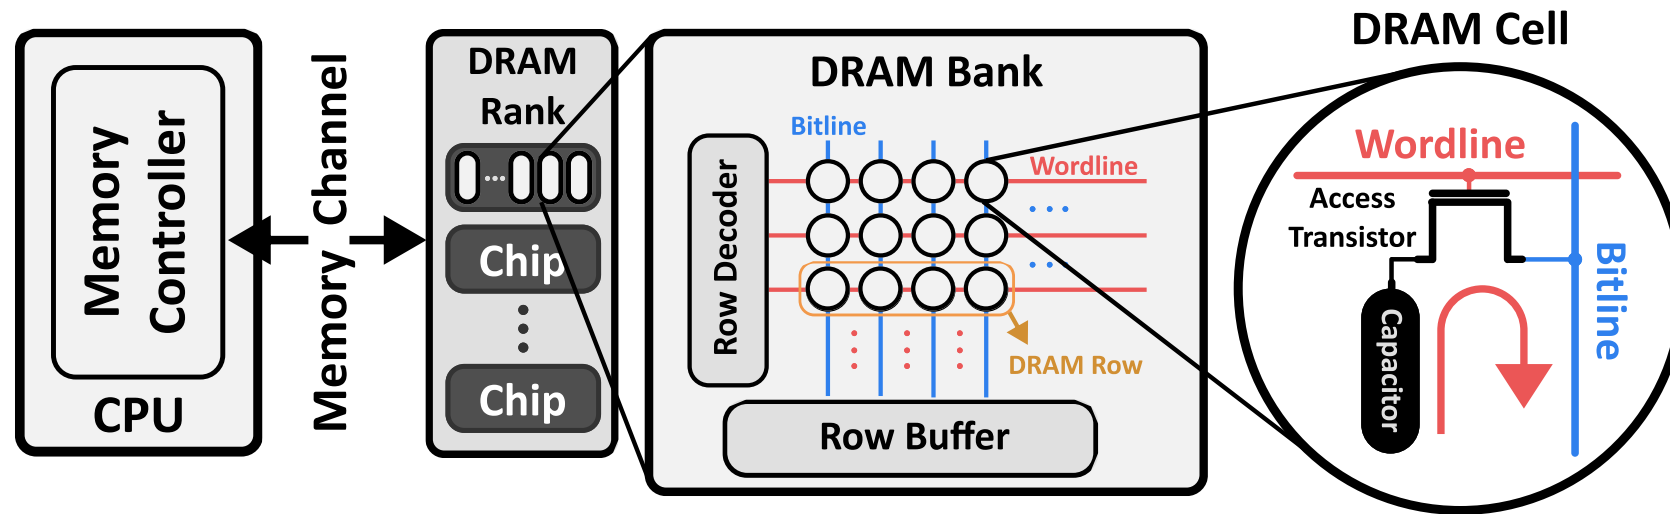 Memory
Controller
CPU
Memory Channel
DRAM
Rank
...
Chip
Chip
DRAM Bank
Row Decoder
Bitline
Wordline
...
...
DRAM Row
Row Buffer
DRAM Cell
Wordline
Access
Transistor
Capacitor
Bitline